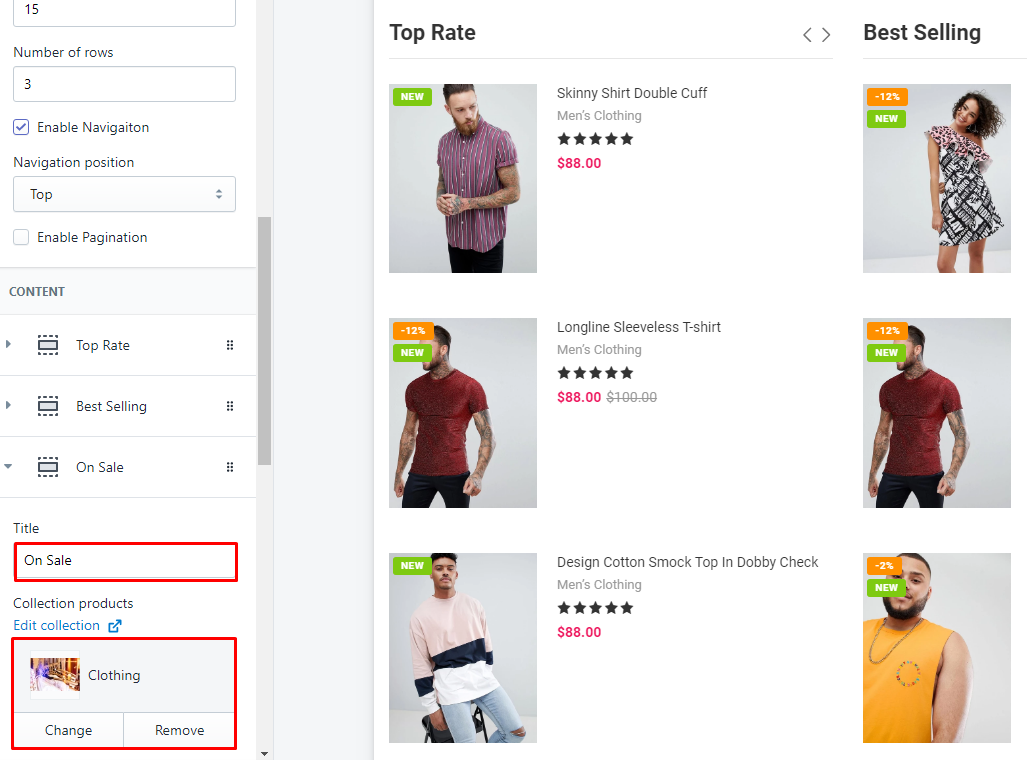 15
Number of rows
3
Enable Navigaiton
Navigation position
Top
Enable Pagination
CONTENT
Top Rate
Best Selling
On Sale
Title
On Sale
Collection products
Edit collection
Clothing
Change
Remove
Top Rate
NEW
Skinny Shirt Double Cuff
Men's Clothing
$88.00
-12%
NEW
Longline Sleeveless T-shirt
Men's Clothing
$88.00 $100.00
NEW
Design Cotton Smock Top In Dobby Check
Men's Clothing
$88.00
Best Selling
-12%
NEW
-12%
NEW
-2%
NEW